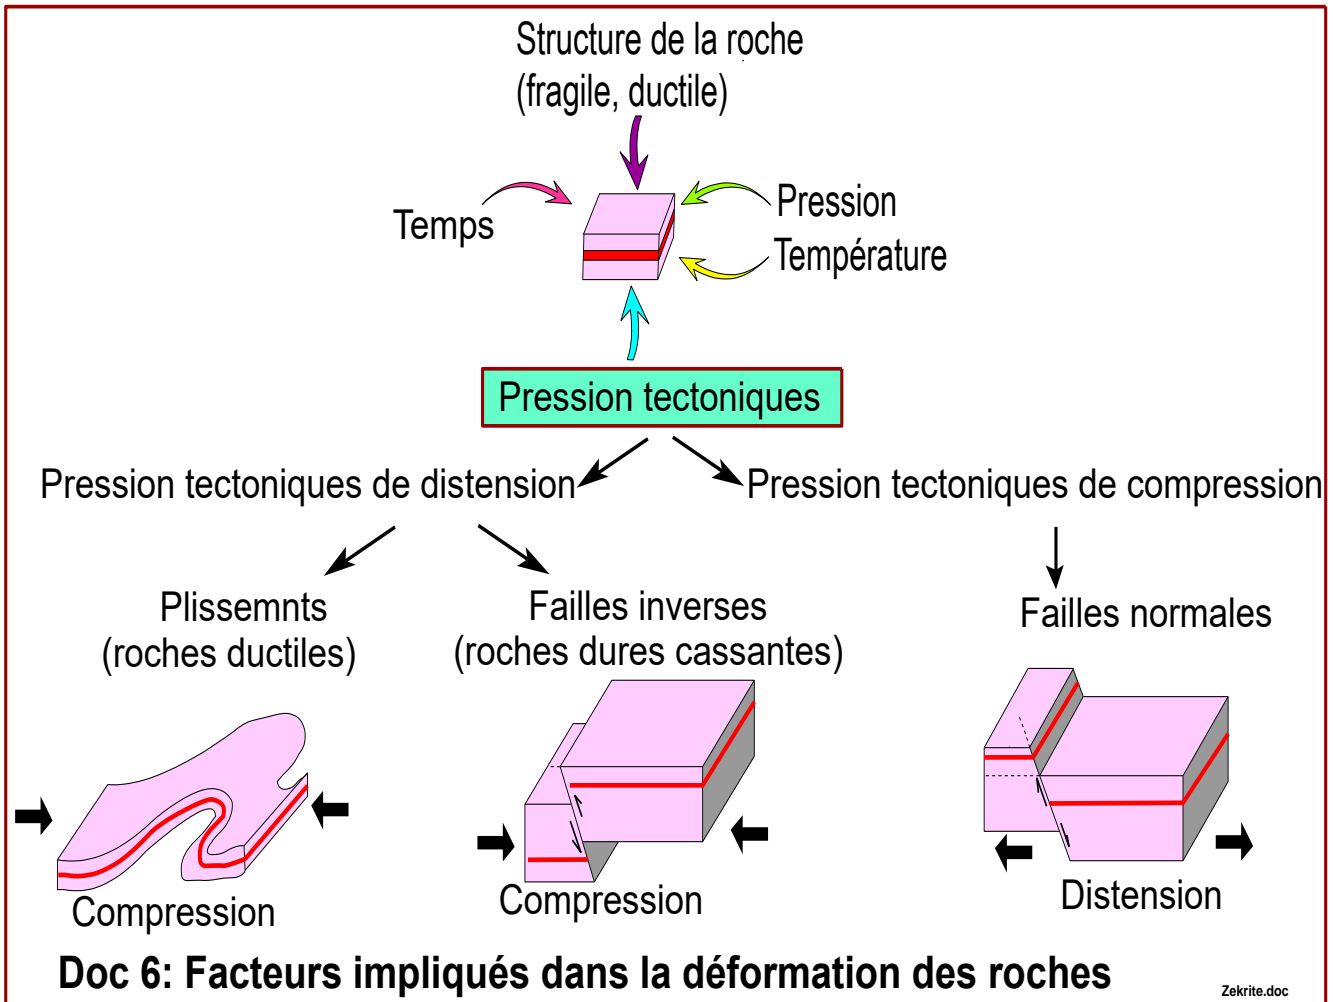 Structure de la roche
(fragile, ductile)
Temps
Pression
Température
Pression tectoniques
Pression tectoniques de distension
Pression tectoniques de compression
Plissemnts
(roches ductiles)
Failles inverses
(roches dures cassantes)
Failles normales
Compression
Compression
Distension
Doc 6: Facteurs impliqués dans la déformation des roches
Zekrite.doc